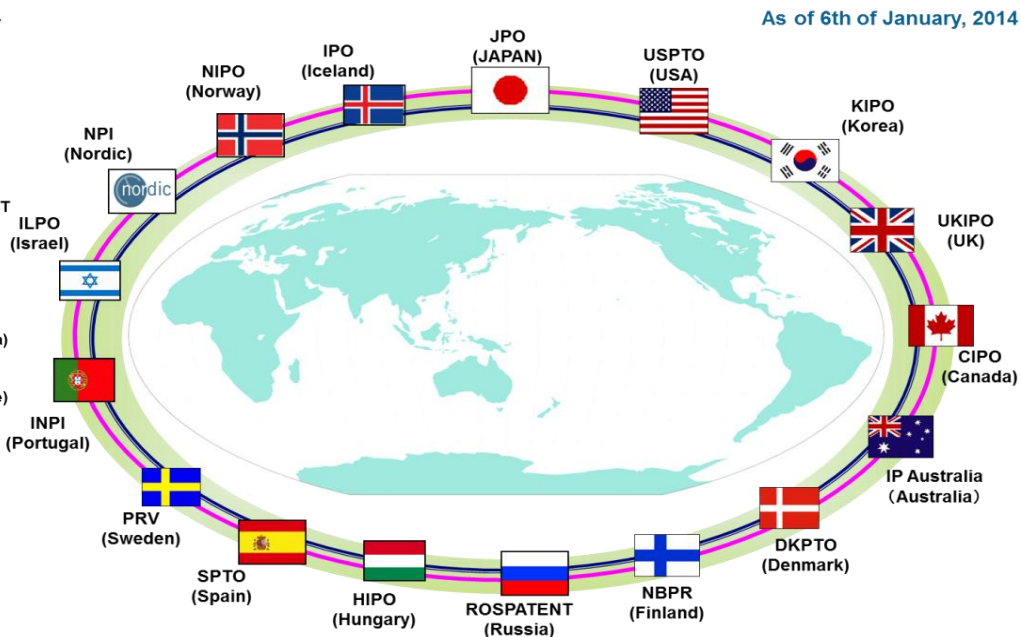 As of 6th of January, 2014
JPO
(JAPAN)
USPTO
(USA)
KIPO
(Korea)
UKIPO
(UK)
CIPO
(Canada)
IP Australia
(Australia）
DKPTO
(Denmark)
NBPR
(Finland)
ROSPATENT
(Russia)
HIPO
(Hungary)
SPTO
(Spain)
PRV
(Sweden)
INPI
(Portugal)
ILPO
(Israel)
NPI
(Nordic)
nordic
NIPO
(Norway)
IPO
(Iceland)
T
a)
e)